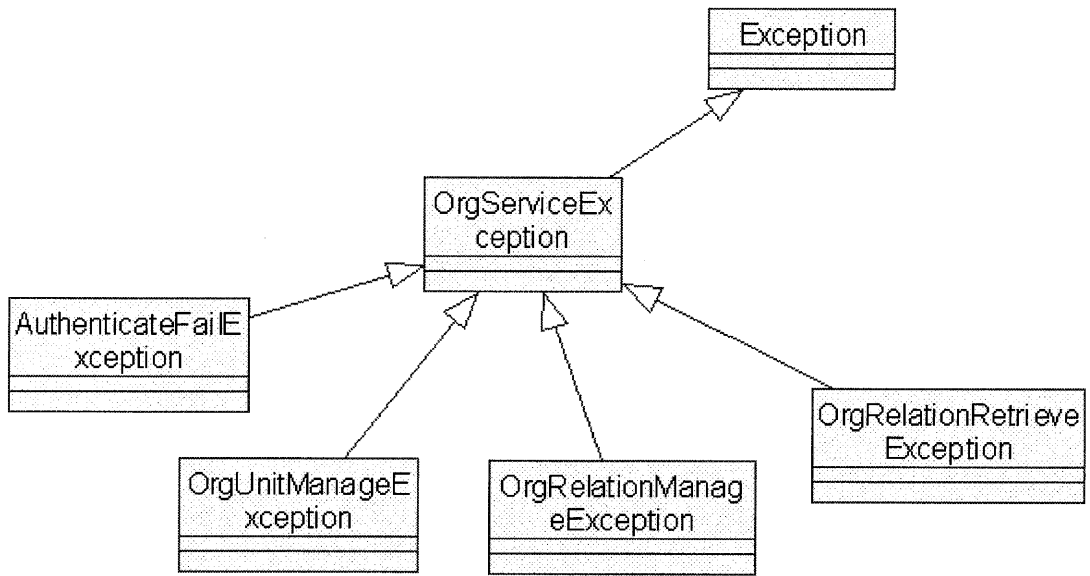 Exception
OrgServiceEx
ception
AuthenticateFailE
xception
OrgRelationRetrieve
Exception
OrgUnitManageE
xception
OrgRelationManag
eException